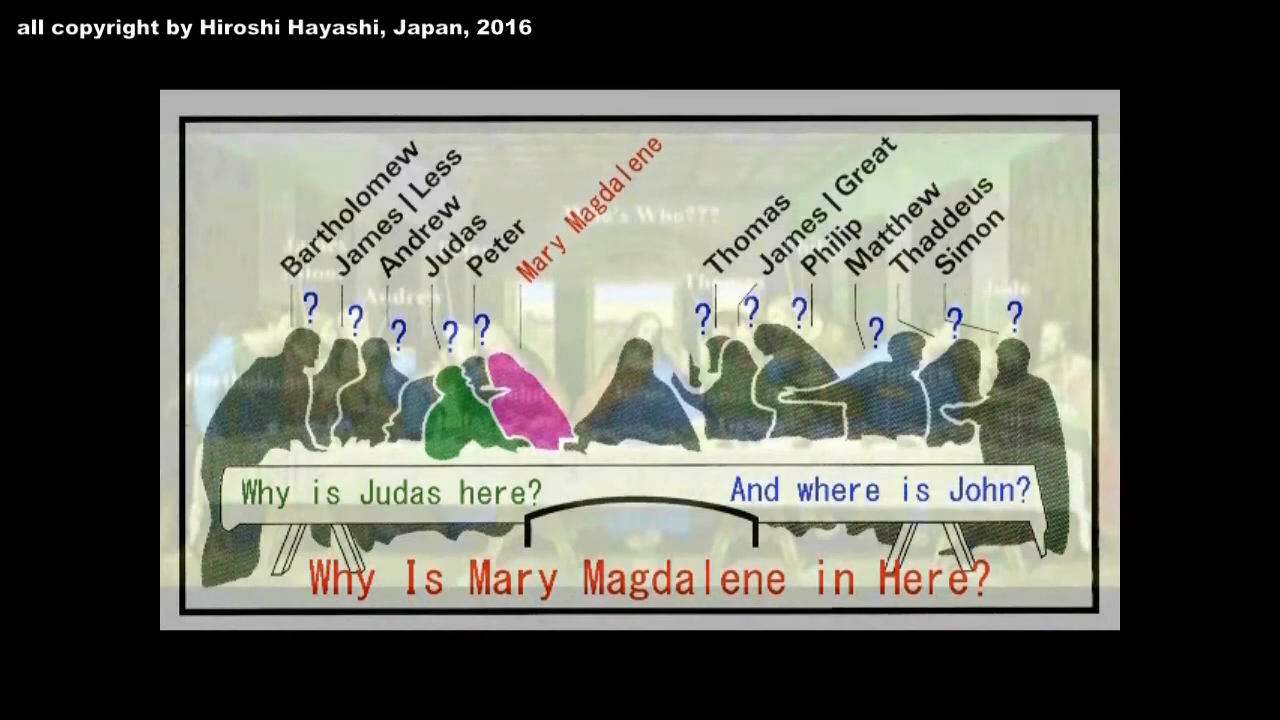 all copyright by Hiroshi Hayashi, Japan, 2016
Bartholomew
James | Less
Andrew
Judas
Peter
Mary Magdalene
Thomas
James | Great
Philip
Matthew
Thaddeus
Simon
? ? ? ? ? ? ? ? ? ? ?
Why is Judas here?
And where is John?
Why Is Mary Magdalene in Here?